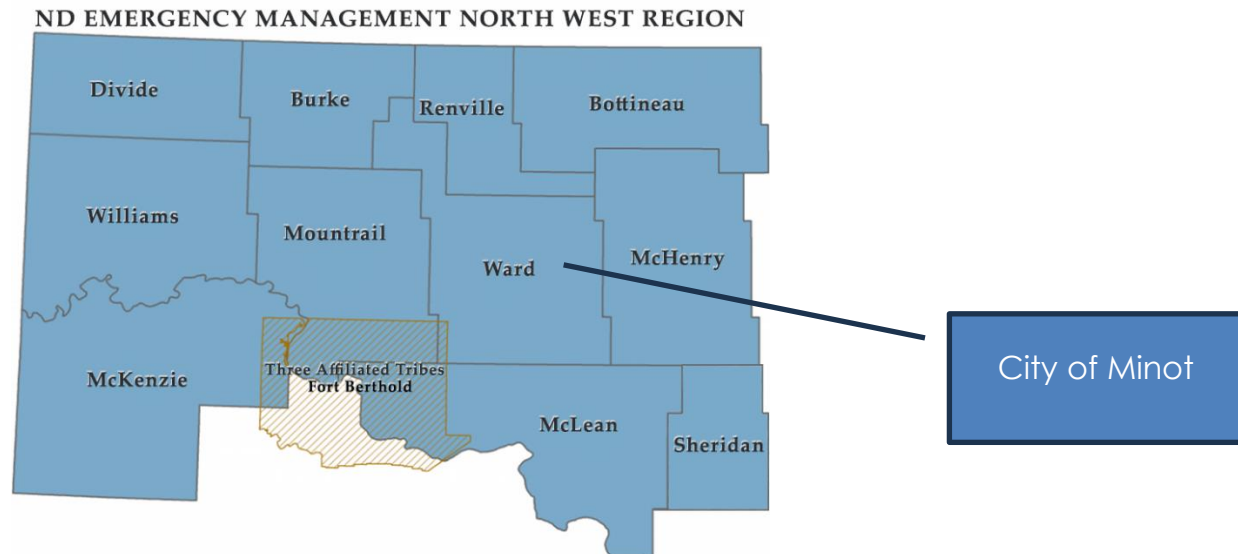 ND EMERGENCY MANAGEMENT NORTH WEST REGION
Divide
Burke
Renville
Bottineau
Williams
Mountrail
Ward
McHenry
City of Minot
McKenzie
Three Affiliated Tribes
Fort Berthold
McLean
Sheridan